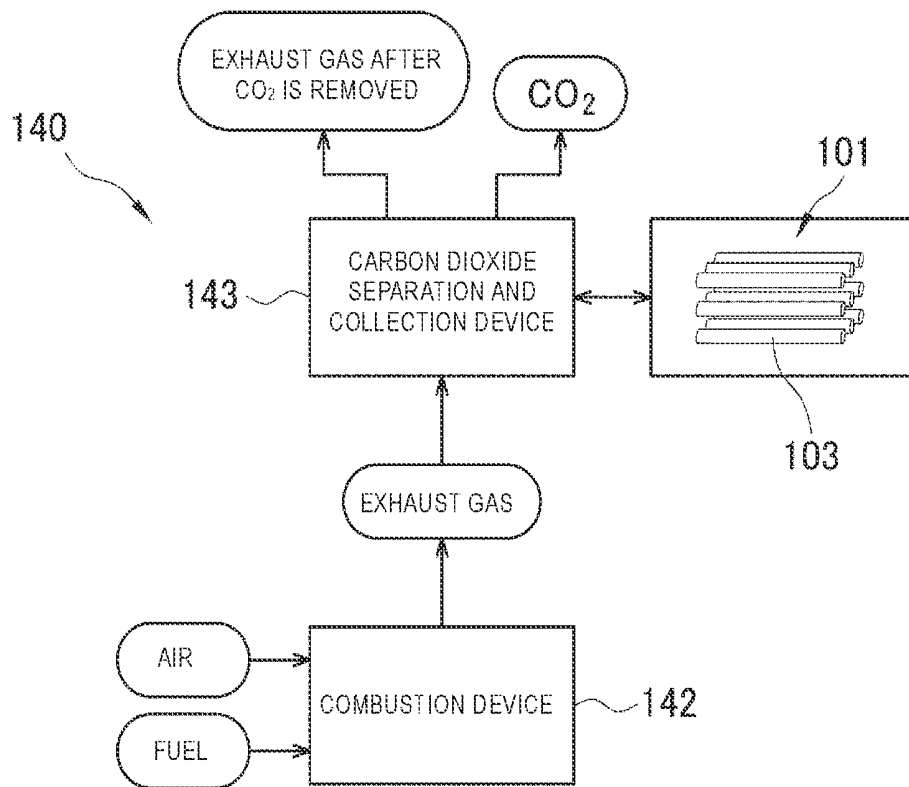 EXHAUST GAS AFTER
CO₂ IS REMOVED
CO₂
140
101
143
CARBON DIOXIDE
SEPARATION AND
COLLECTION DEVICE
103
EXHAUST GAS
AIR
COMBUSTION DEVICE
142
FUEL